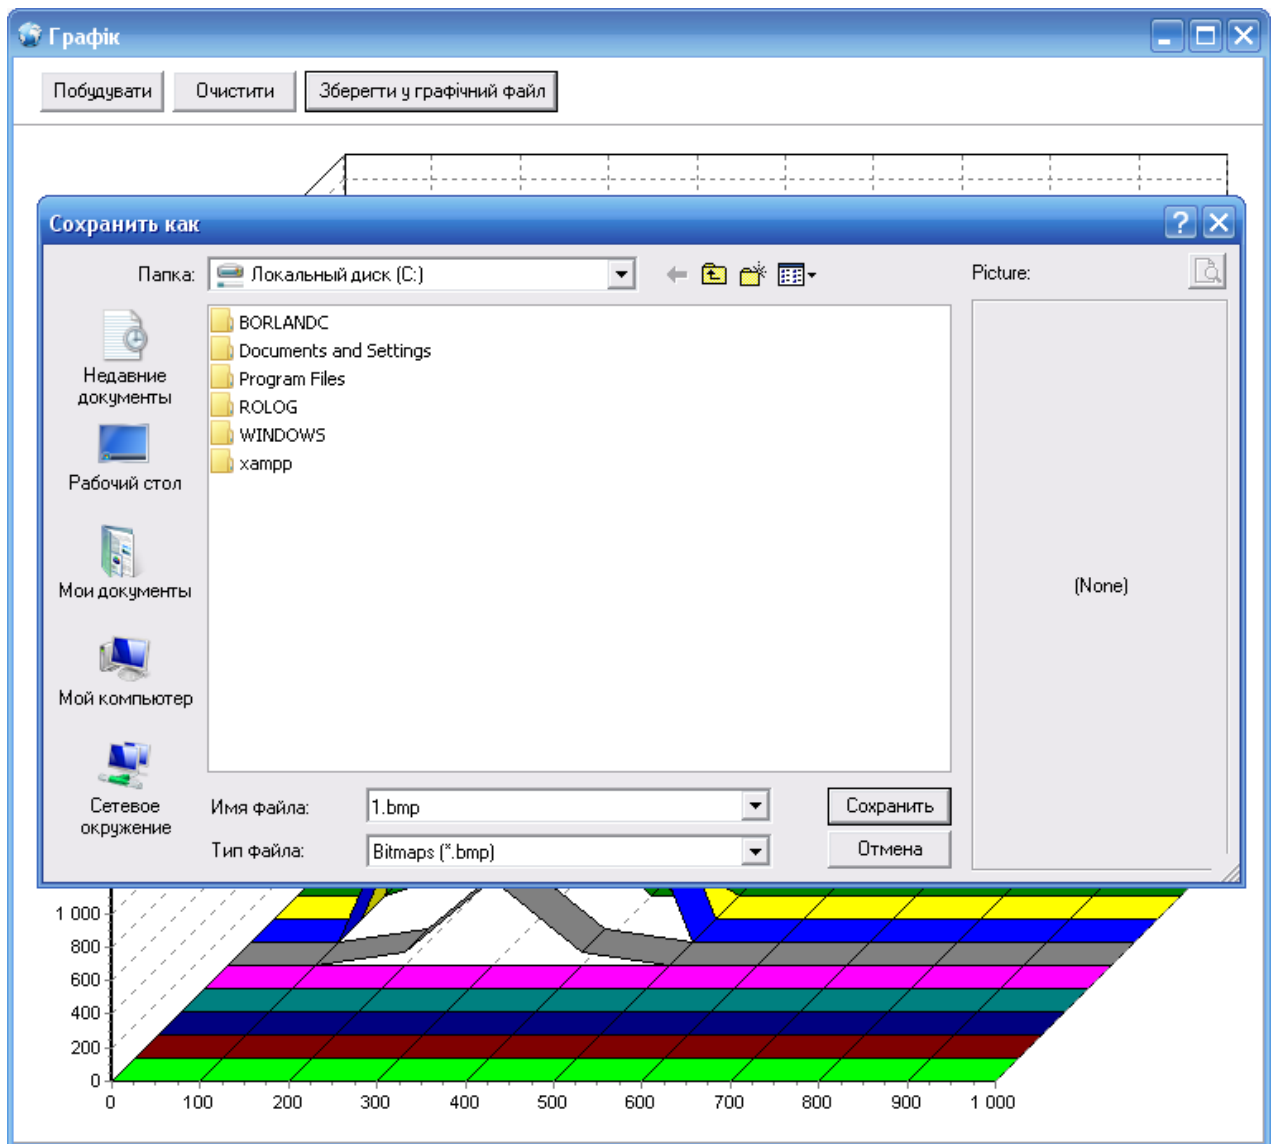 Графік
Побудувати
Очистити
Зберегти у графічний файл
Сохранить как
Папка:
Локальный диск (C:)
Picture:
BORLANDC
Documents and Settings
Program Files
ROLOG
WINDOWS
xampp
Недавние
документы
Рабочий стол
Мои документы
Мой компьютер
Сетевое
окружение
(None)
Имя файла:
1.bmp
Сохранить
Тип файла:
Bitmaps (*.bmp)
Отмена
1 000
800
600
400
200
0
0 100 200 300 400 500 600 700 800 900 1 000